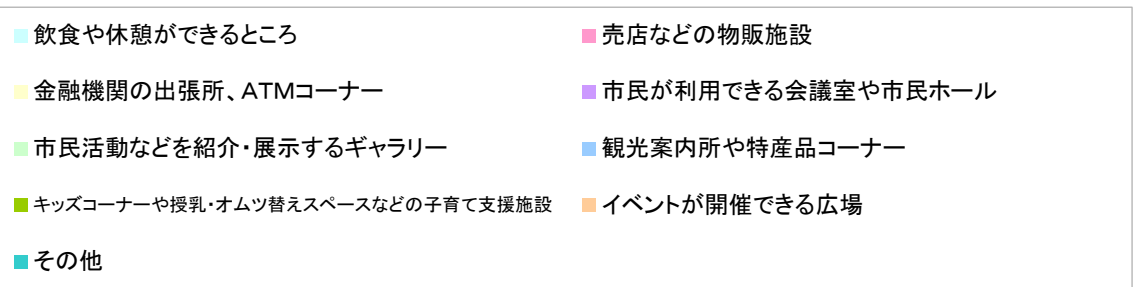 飲食や休憩ができるところ
売店などの物販施設
金融機関の出張所、ATMコーナー
市民が利用できる会議室や市民ホール
市民活動などを紹介・展示するギャラリー
観光案内所や特産品コーナー
キッズコーナーや授乳・オムツ替えスペースなどの子育て支援施設
イベントが開催できる広場
その他